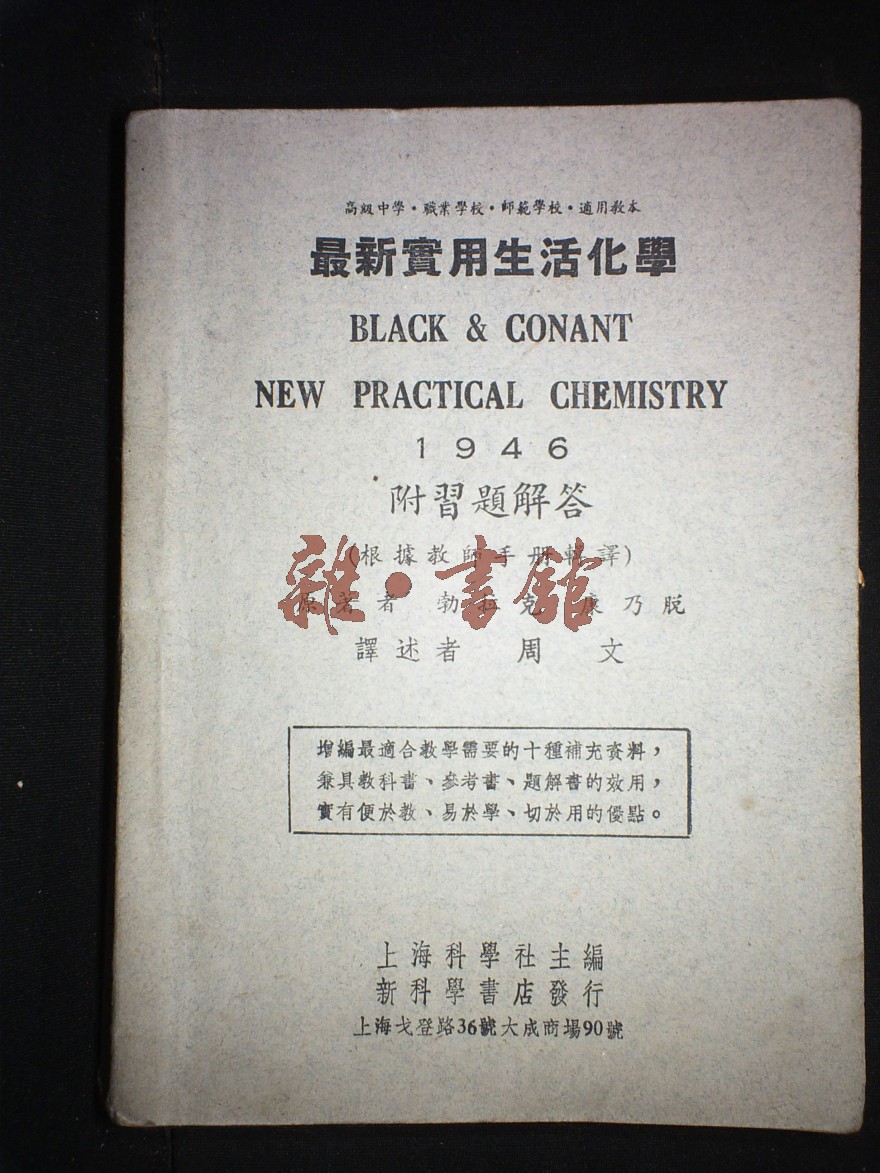 高級中學・職業學校・師範學校・適用教本
最新實用生活化學
BLACK & CONANT
NEW PRACTICAL CHEMISTRY
1946
附習題解答
(根據教師手册輯譯)
雜・書館
原著者 勃拉克 康乃脫
譯述者 周文
增編最適合教學需要的十種補充資料，
兼具教科書、參考書、題解書的效用，
實有便於教、易於學、切於用的優點。
上海科學社主編
新科學書店發行
上海戈登路36號大成商場90號